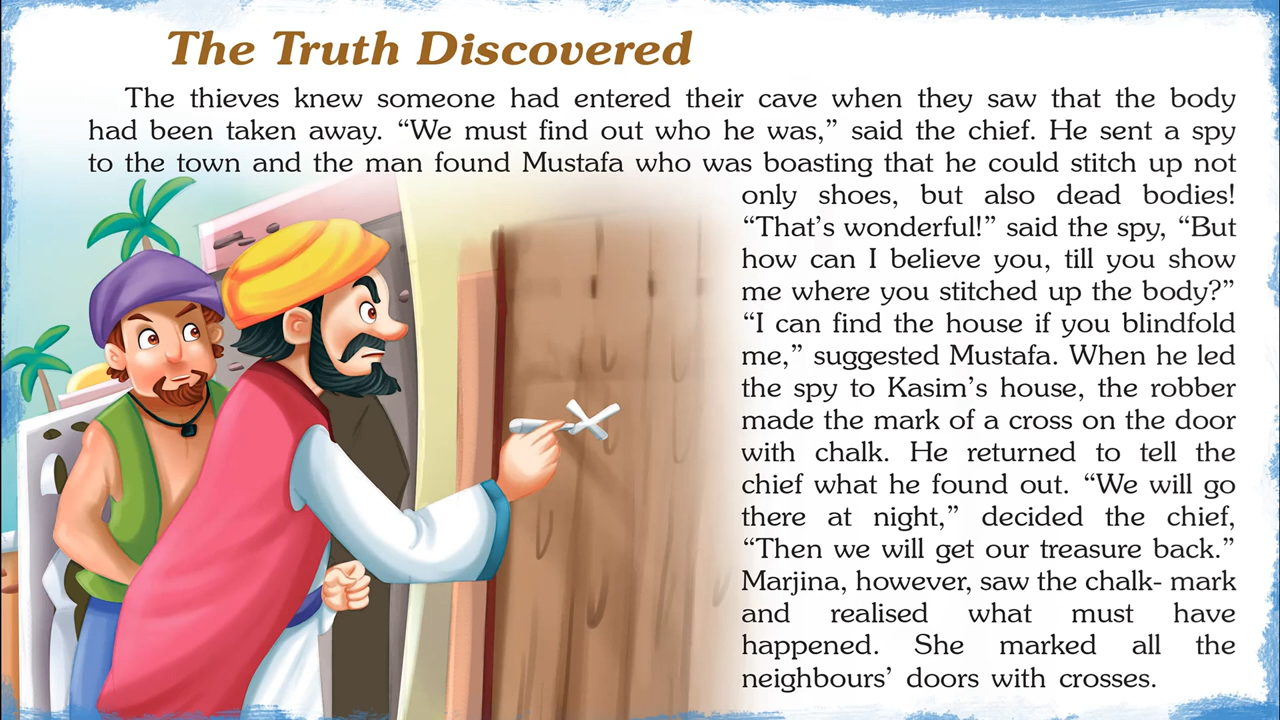 The Truth Discovered
The thieves knew someone had entered their cave when they saw that the body
had been taken away. “We must find out who he was,” said the chief. He sent a spy
to the town and the man found Mustafa who was boasting that he could stitch up not
only shoes, but also dead bodies!
“That’s wonderful!” said the spy, “But
how can I believe you, till you show
me where you stitched up the body?”
“I can find the house if you blindfold
me,” suggested Mustafa. When he led
the spy to Kasim’s house, the robber
made the mark of a cross on the door
with chalk. He returned to tell the
chief what he found out. “We will go
there at night,” decided the chief,
“Then we will get our treasure back.”
Marjina, however, saw the chalk- mark
and realised what must have
happened. She marked all the
neighbours’ doors with crosses.